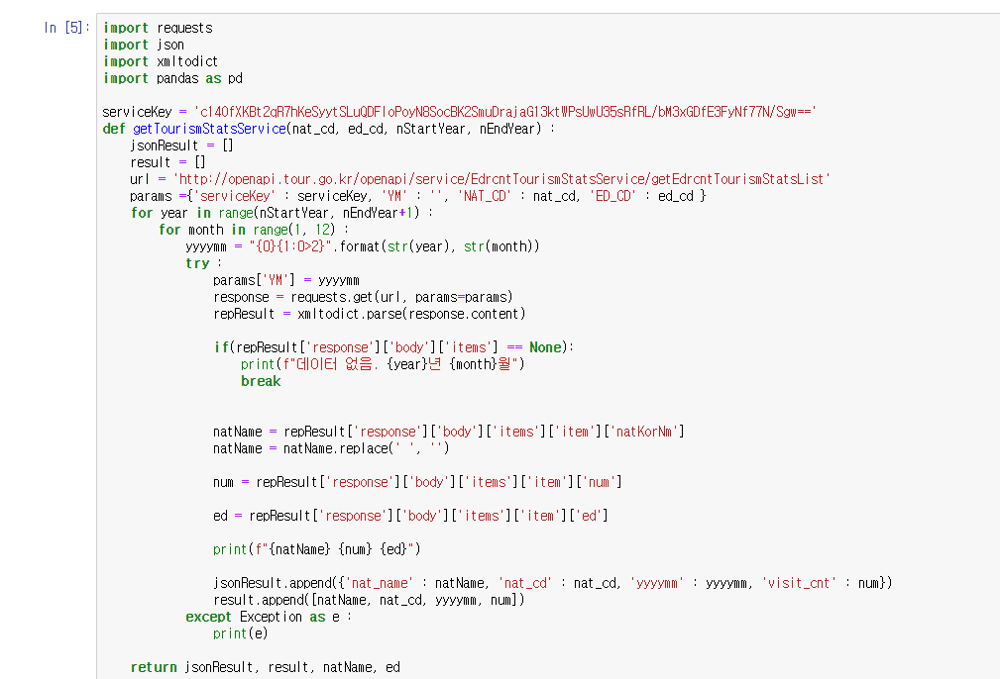 In [5]: import requests
import json
import xmltodict
import pandas as pd
serviceKey = 'c140fXKBt2qR7hKeSyytSLuQDFloPoyN8SocBK2SmuDrajaG13ktWPsUwU35sRfRL/bM3xGDfE3FyNf77N/Sgw=='
def getTourismStatsService(nat_cd, ed_cd, nStartYear, nEndYear) :
jsonResult = []
result = []
url = 'http://openapi.tour.go.kr/openapi/service/EdrcntTourismStatsService/getEdrcntTourismStatsList'
params ={'serviceKey' : serviceKey, 'YM' : '', 'NAT_CD' : nat_cd, 'ED_CD' : ed_cd }
for year in range(nStartYear, nEndYear+1) :
for month in range(1, 12) :
yyyymm = "{0}{1:0>2}".format(str(year), str(month))
try :
params['YM'] = yyyymm
response = requests.get(url, params=params)
repResult = xmltodict.parse(response.content)
if(repResult['response']['body']['items'] == None):
print(f"데이터 없음. {year}년 {month}월")
break
natName = repResult['response']['body']['items']['item']['natKorNm']
natName = natName.replace(' ', '')
num = repResult['response']['body']['items']['item']['num']
ed = repResult['response']['body']['items']['item']['ed']
print(f"{natName} {num} {ed}")
jsonResult.append({'nat_name' : natName, 'nat_cd' : nat_cd, 'yyyymm' : yyyymm, 'visit_cnt' : num})
result.append([natName, nat_cd, yyyymm, num])
except Exception as e :
print(e)
return jsonResult, result, natName, ed